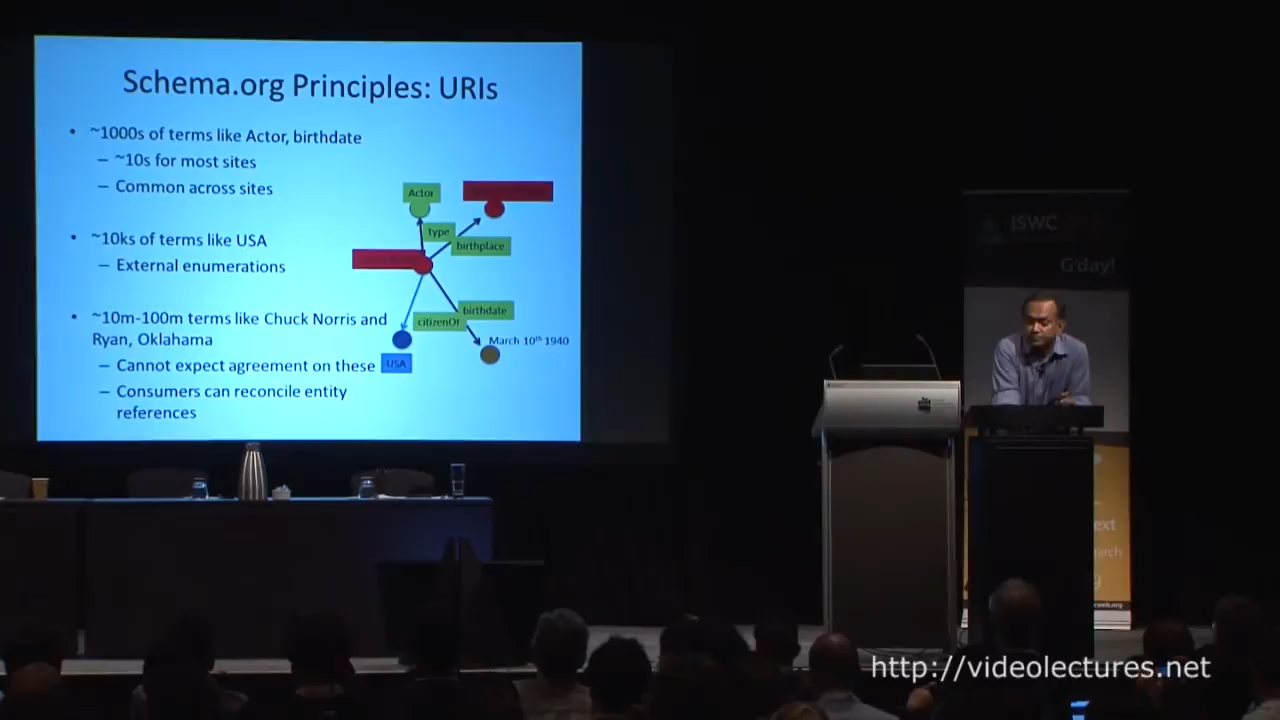 Schema.org Principles: URIs
• ~1000s of terms like Actor, birthdate
– ~10s for most sites
– Common across sites
• ~10ks of terms like USA
– External enumerations
• ~10m-100m terms like Chuck Norris and
Ryan, Oklahama
– Cannot expect agreement on these
– Consumers can reconcile entity
references
Actor
type
birthplace
birthdate
citizenOf
March 10th 1940
USA
ISWC
G'day!
http://videolectures.net